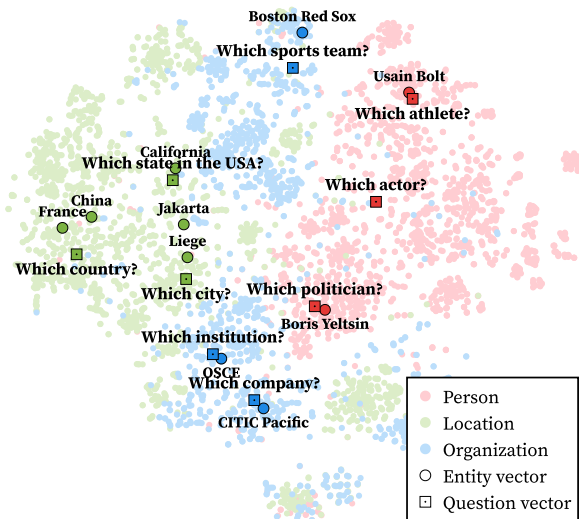 Boston Red Sox
Which sports team?
Usain Bolt
Which athlete?
California
Which state in the USA?
Which actor?
China
France
Jakarta
Liege
Which country?
Which city?
Which politician?
Boris Yeltsin
Which institution?
OSCE
Which company?
CITIC Pacific
Person
Location
Organization
Entity vector
Question vector